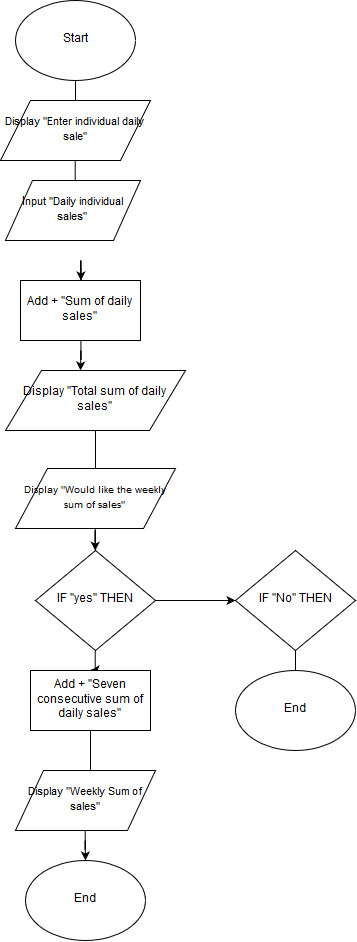 Start
Display "Enter individual daily
sale"
Input "Daily individual
sales"
Add + "Sum of daily
sales"
Display "Total sum of daily
sales"
Display "Would like the weekly
sum of sales"
IF "yes" THEN
IF "No" THEN
Add + "Seven
consecutive sum of
daily sales"
End
Display "Weekly Sum of
sales"
End